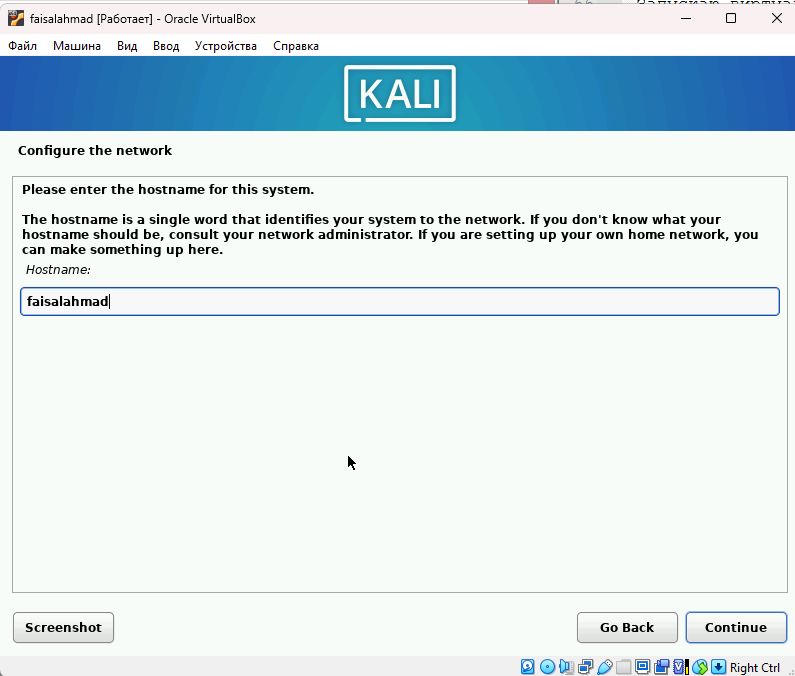 faisalahmad [Работает] - Oracle VirtualBox
Файл Машина Вид Ввод Устройства Справка
KALI
Configure the network
Please enter the hostname for this system.
The hostname is a single word that identifies your system to the network. If you don't know what your
hostname should be, consult your network administrator. If you are setting up your own home network, you
can make something up here.
Hostname:
faisalahmad
Screenshot Go Back Continue
Right Ctrl